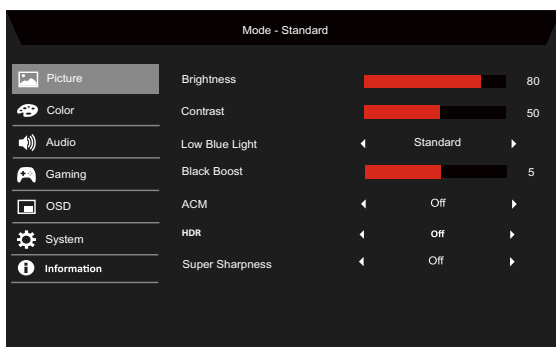 Mode - Standard
Picture
Color
Audio
Gaming
OSD
System
Information
Brightness 80
Contrast 50
Low Blue Light Standard
Black Boost 5
ACM Off
HDR Off
Super Sharpness Off